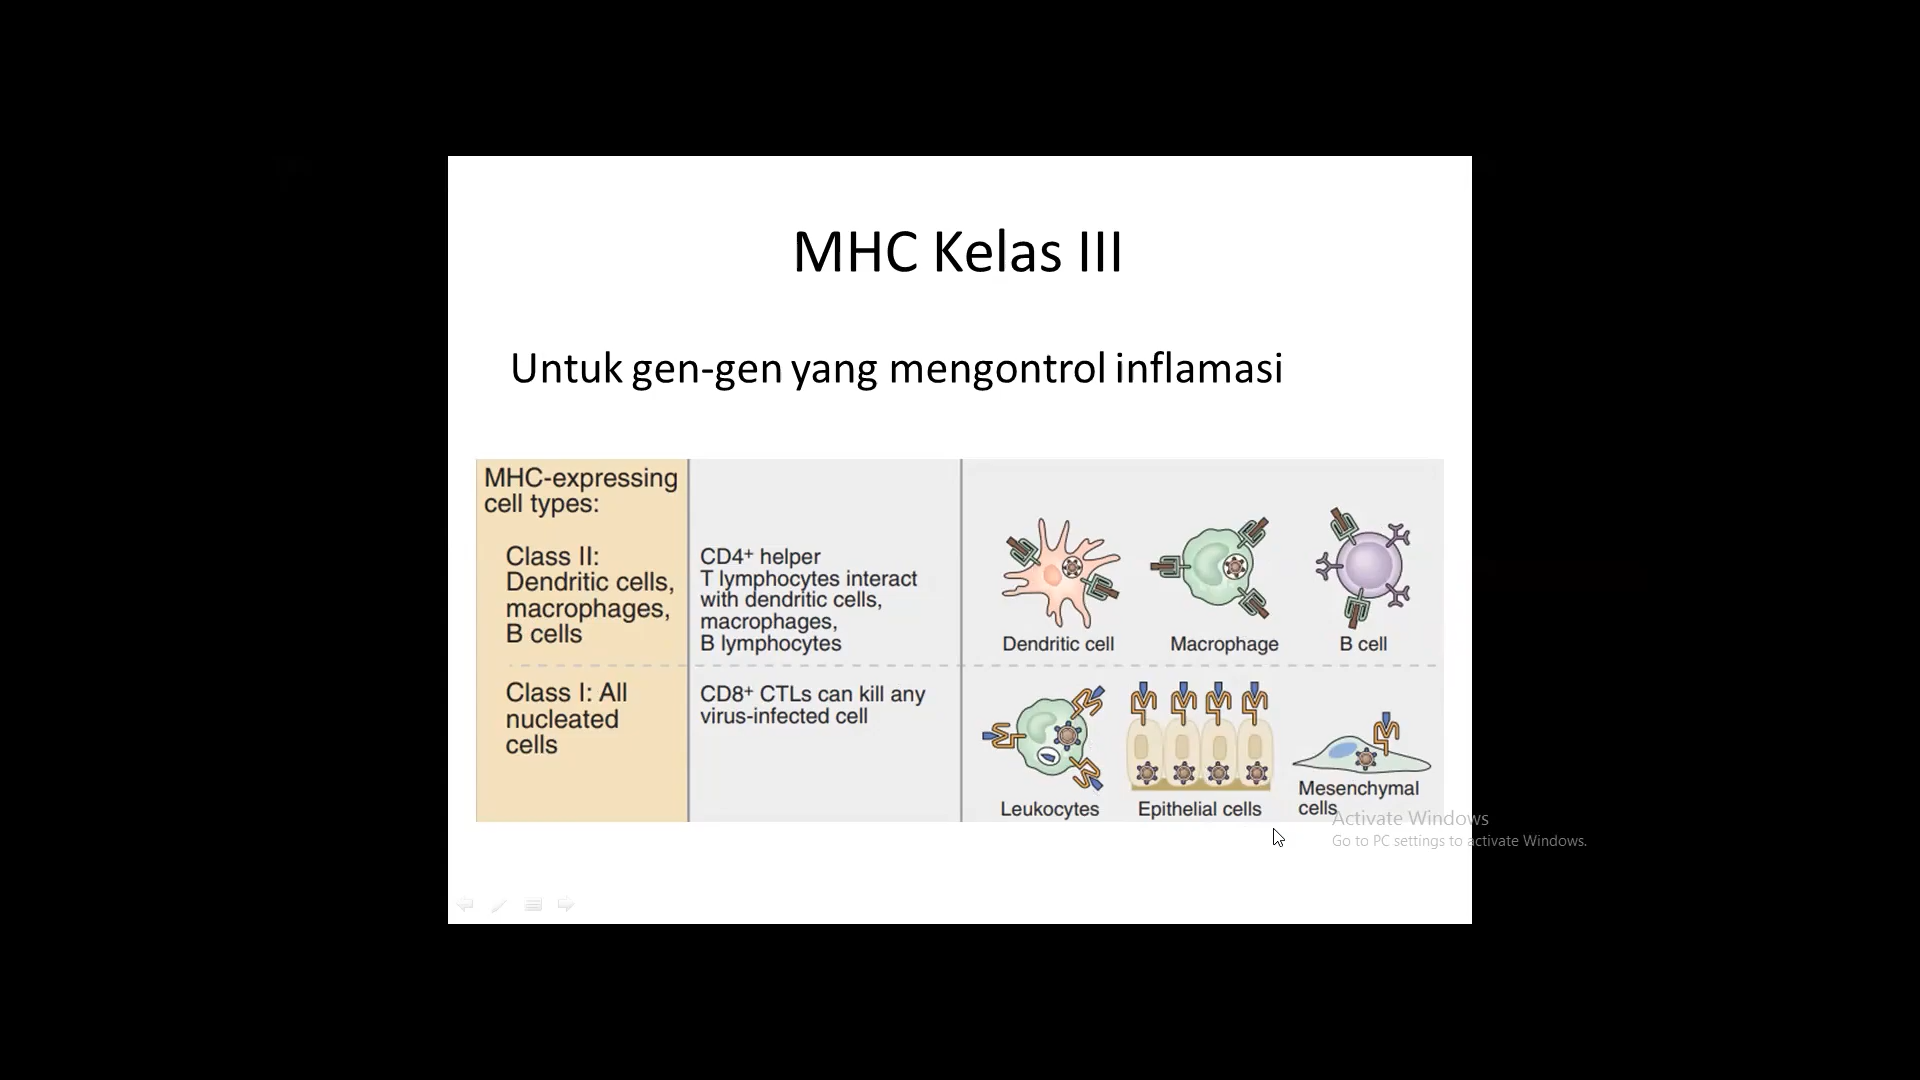 MHC Kelas III
Untuk gen-gen yang mengontrol inflamasi
MHC-expressing
cell types:
Class II:
Dendritic cells,
macrophages,
B cells
CD4⁺ helper
T lymphocytes interact
with dendritic cells,
macrophages,
B lymphocytes
Dendritic cell
Macrophage
B cell
Class I: All
nucleated
cells
CD8⁺ CTLs can kill any
virus-infected cell
Leukocytes
Epithelial cells
Mesenchymal
cells
Activate Windows
Go to PC settings to activate Windows.